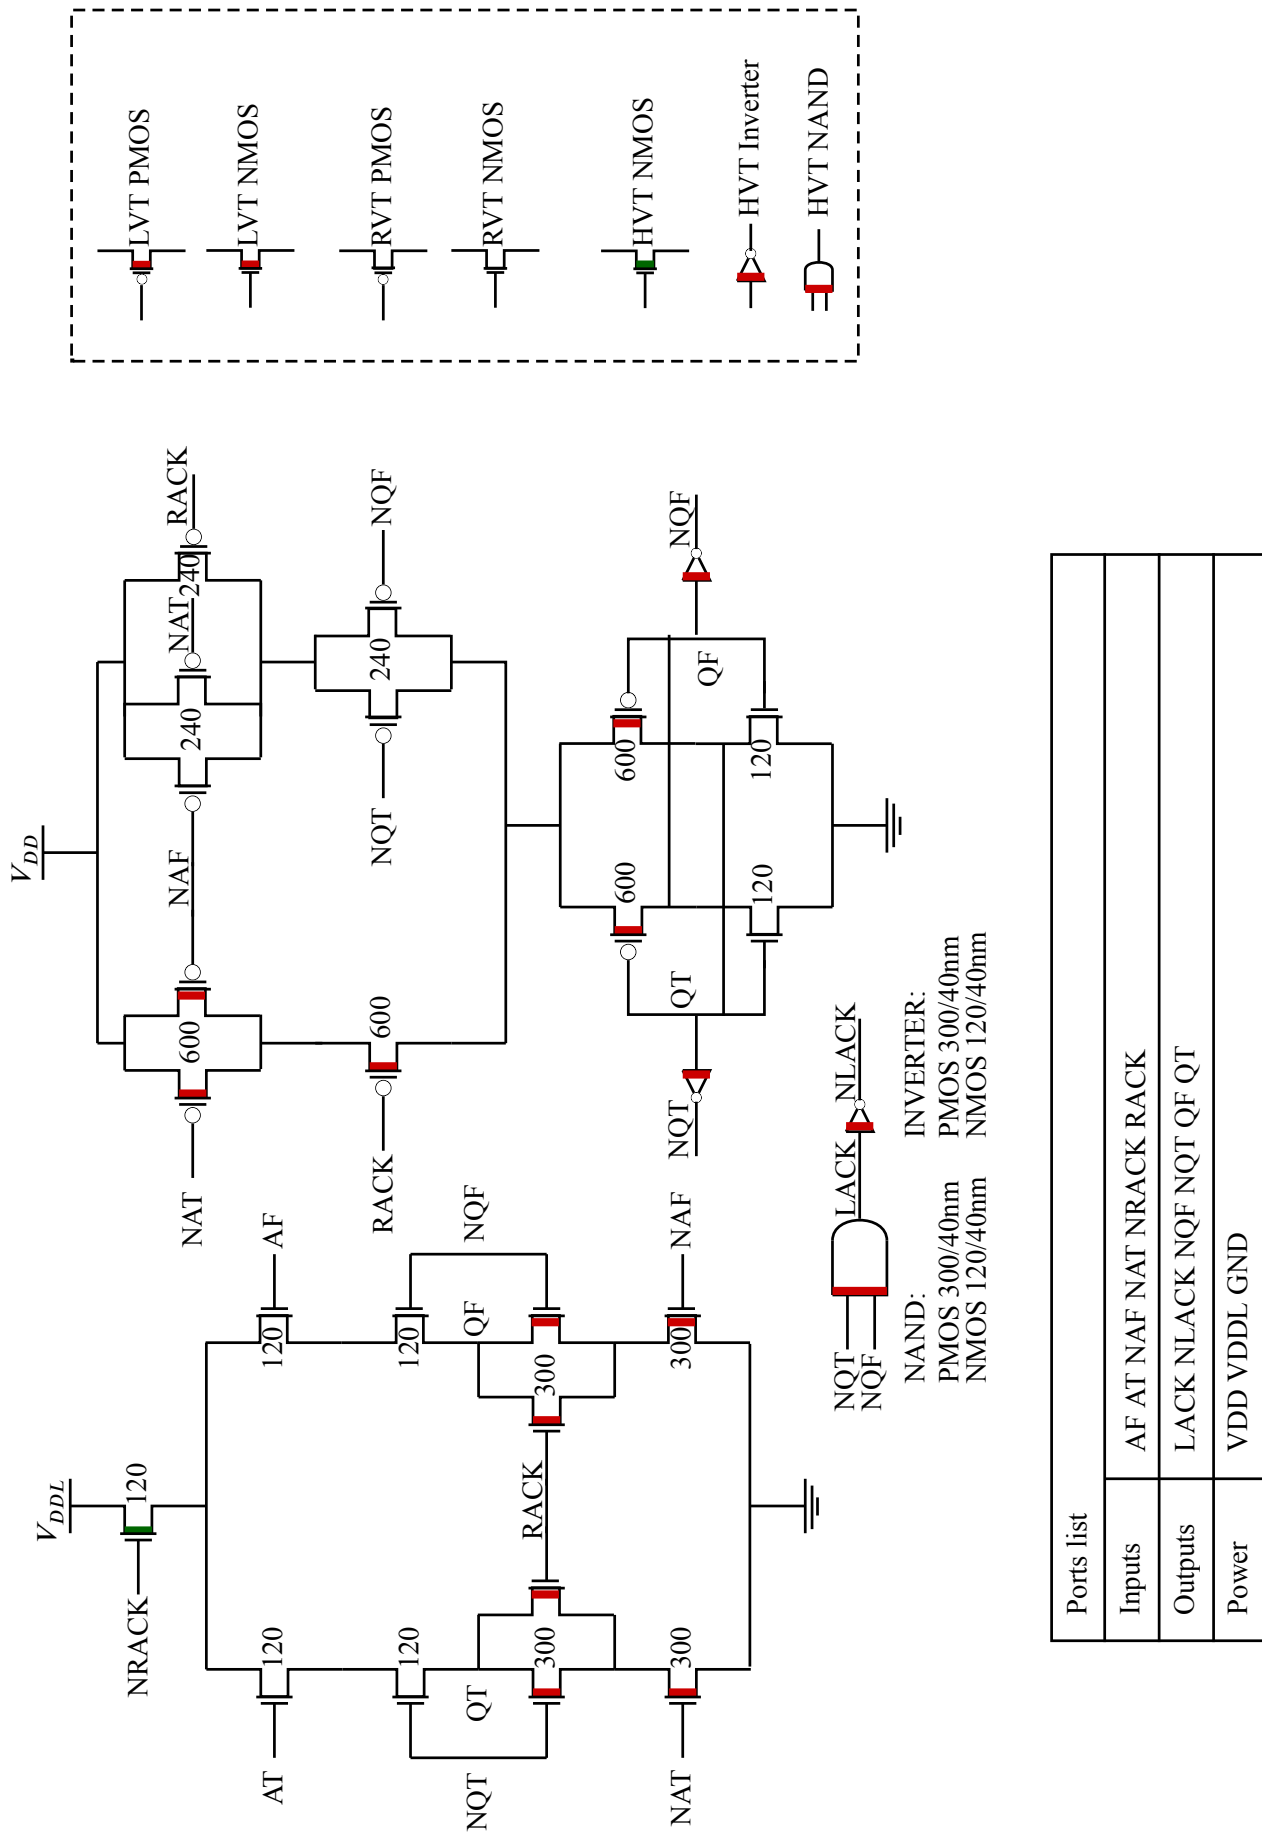 V_DDL
NRACK
120
AT
120
120
AF
NQT
120
QT
120
QF
NQF
300
RACK
300
NAT
300
300
NAF
V_DD
NAT
600
NAF
240
NAT
240
RACK
RACK
600
NQT
240
NQF
600
600
QT
QF
NQT
NQF
120
120
NQT
NQF
LACK
NLACK
NAND:
PMOS 300/40nm
NMOS 120/40nm
INVERTER:
PMOS 300/40nm
NMOS 120/40nm
LVT PMOS
LVT NMOS
RVT PMOS
RVT NMOS
HVT NMOS
HVT Inverter
HVT NAND
Ports list
Inputs AF AT NAF NAT NRACK RACK
Outputs LACK NLACK NQF NQT QF QT
Power VDD VDDL GND